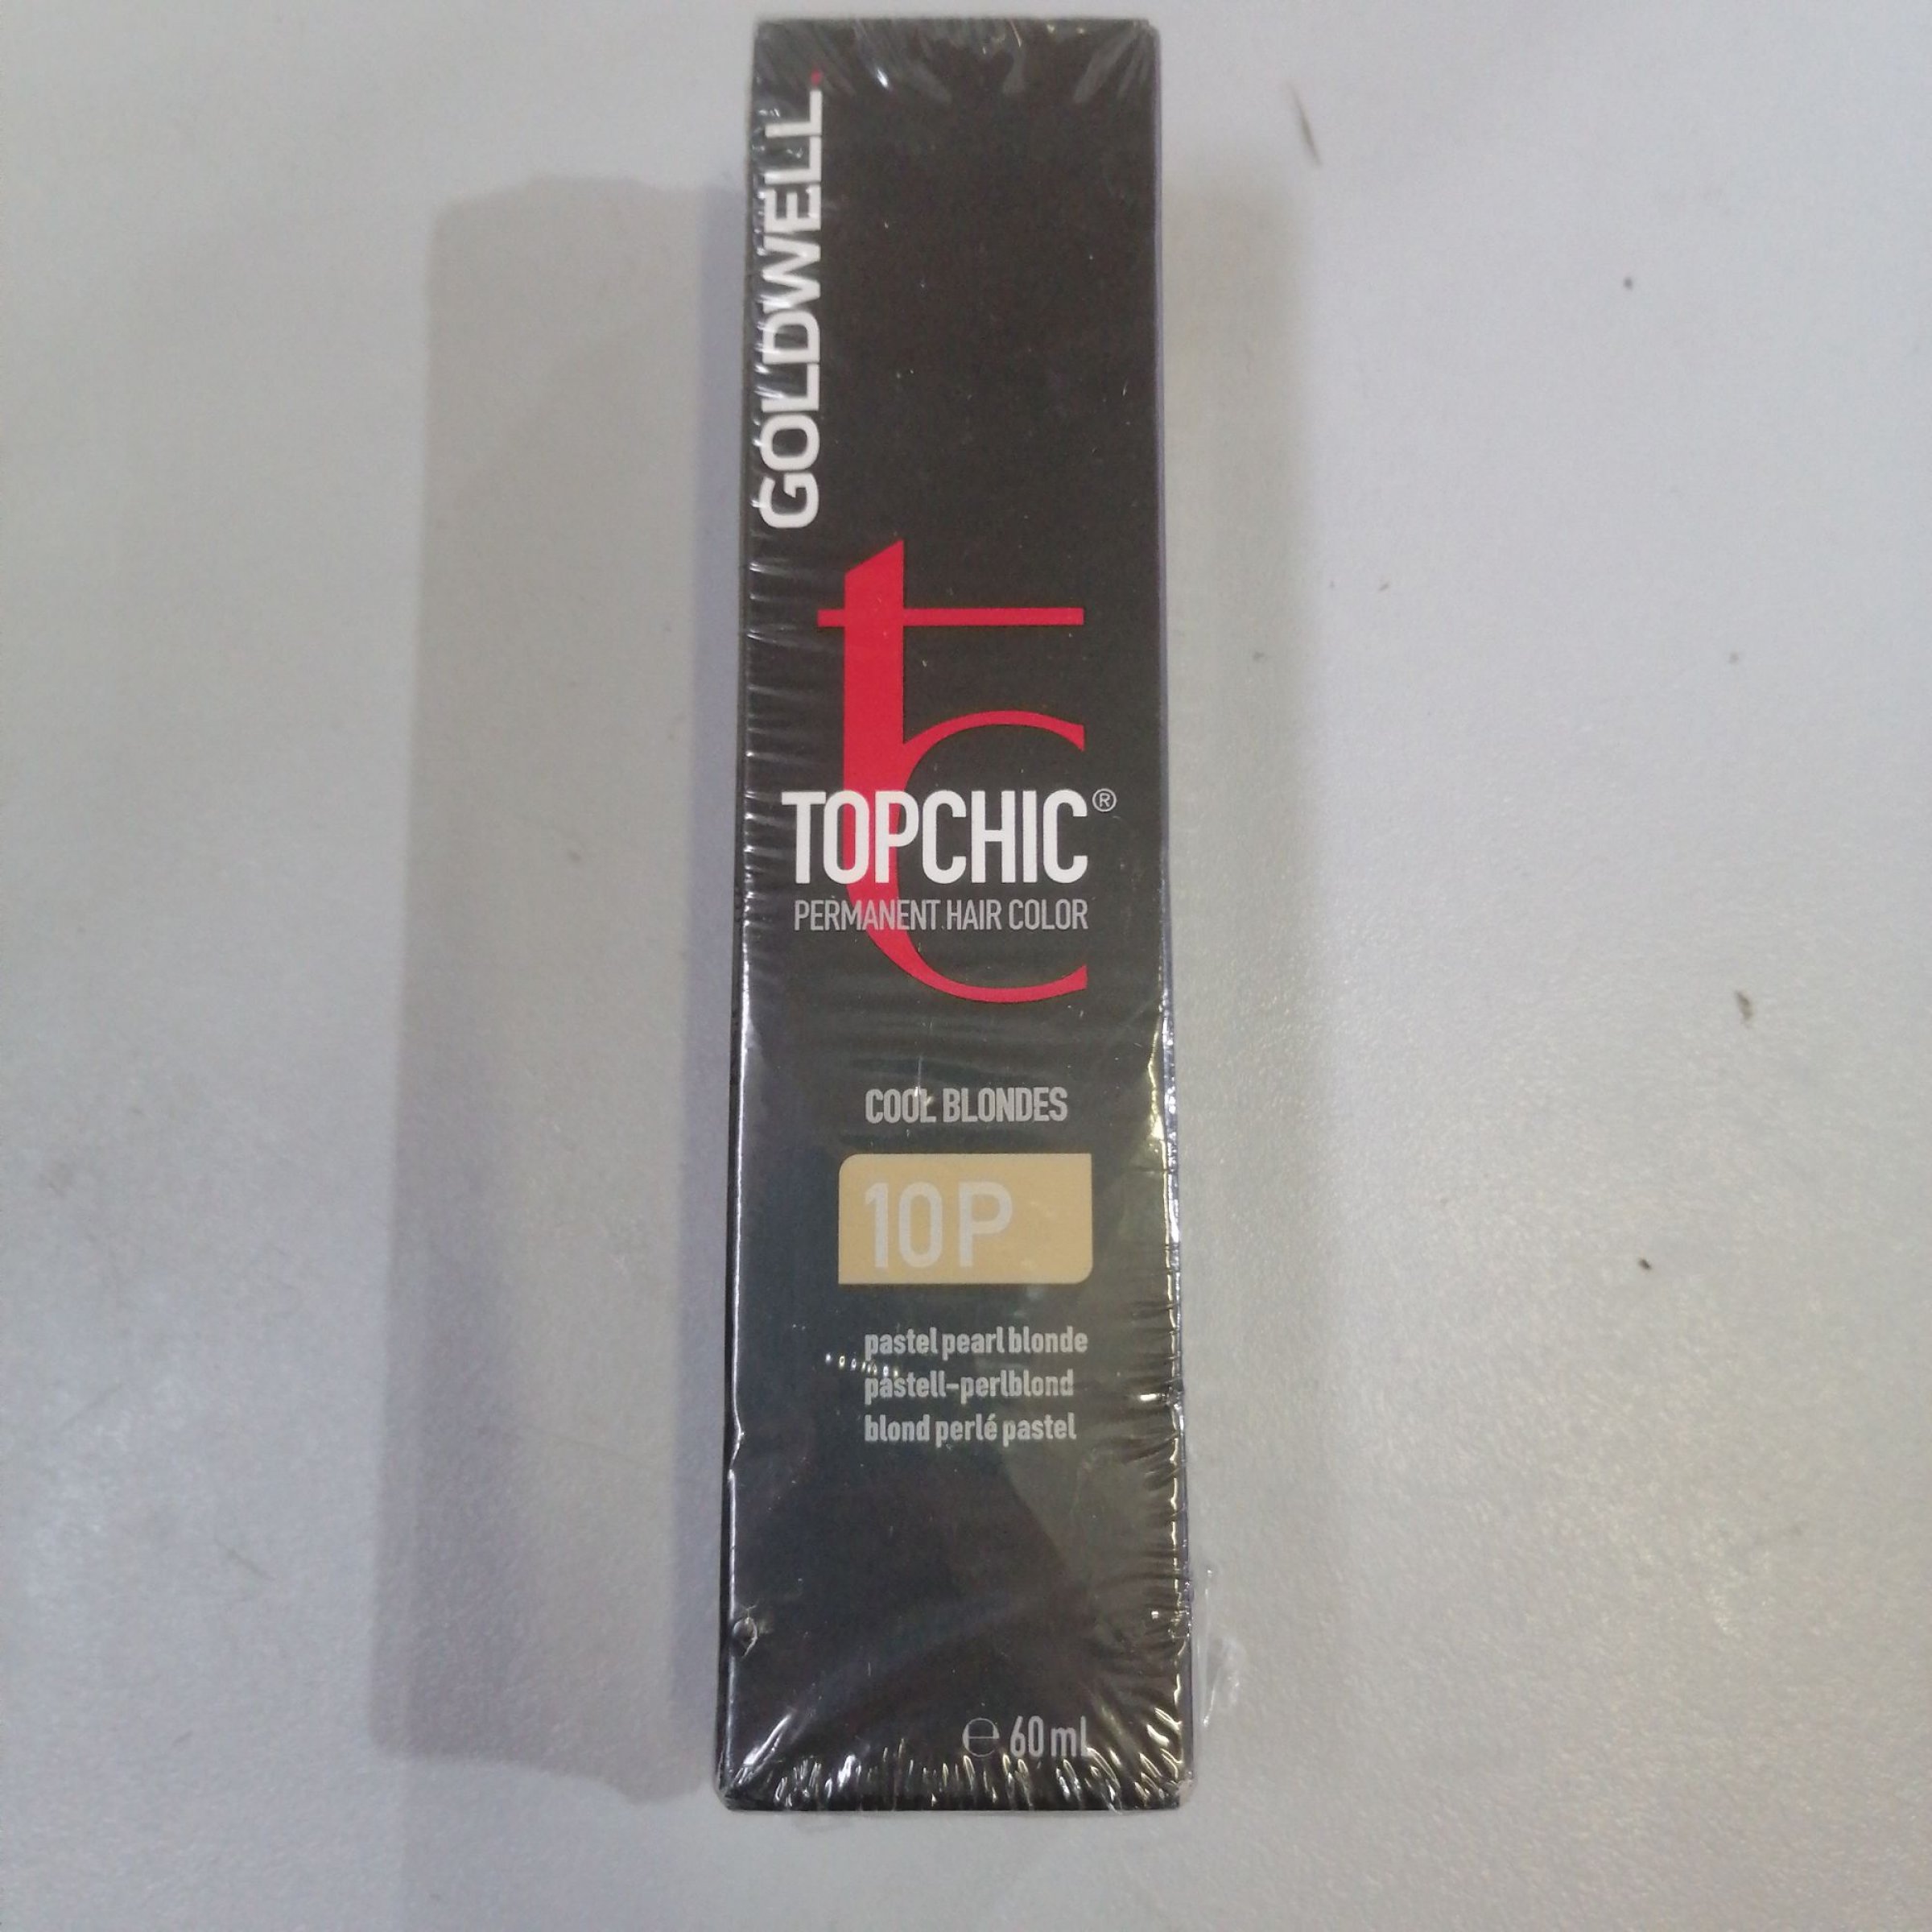 GOLDWELL.
tc
TOPCHIC®
PERMANENT HAIR COLOR
COOL BLONDES
10P
pastel pearl blonde
pastell-perlblond
blond perlé pastel
℮ 60 mL